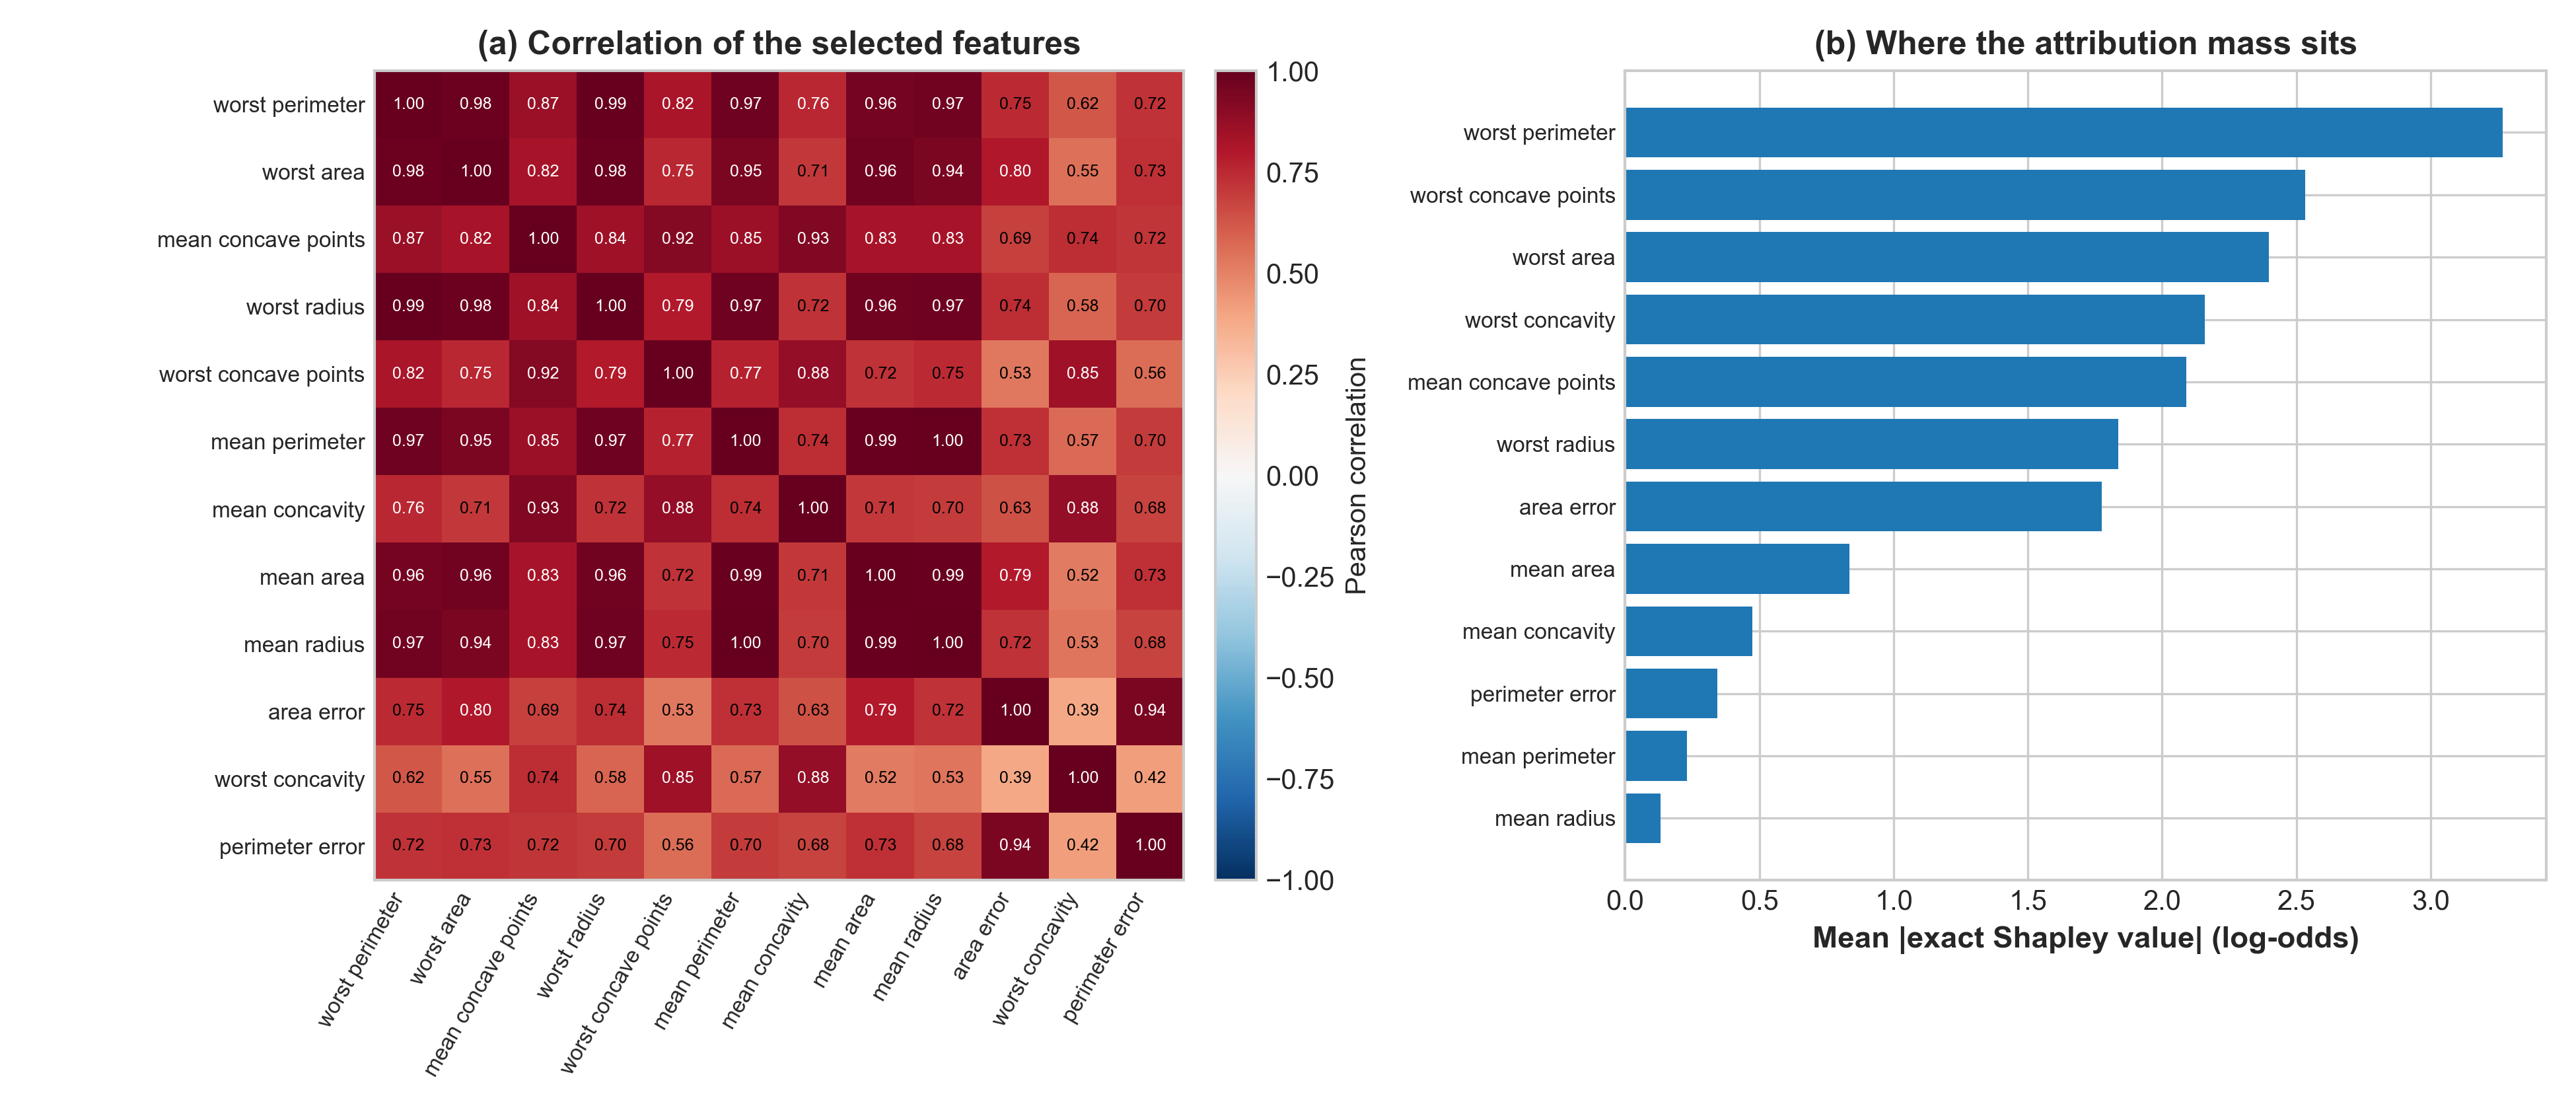 (a) Correlation of the selected features
worst perimeter 1.00 0.98 0.87 0.99 0.82 0.97 0.76 0.96 0.97 0.75 0.62 0.72
worst area 0.98 1.00 0.82 0.98 0.75 0.95 0.71 0.96 0.94 0.80 0.55 0.73
mean concave points 0.87 0.82 1.00 0.84 0.92 0.85 0.93 0.83 0.83 0.69 0.74 0.72
worst radius 0.99 0.98 0.84 1.00 0.79 0.97 0.72 0.96 0.97 0.74 0.58 0.70
worst concave points 0.82 0.75 0.92 0.79 1.00 0.77 0.88 0.72 0.75 0.53 0.85 0.56
mean perimeter 0.97 0.95 0.85 0.97 0.77 1.00 0.74 0.99 1.00 0.73 0.57 0.70
mean concavity 0.76 0.71 0.93 0.72 0.88 0.74 1.00 0.71 0.70 0.63 0.88 0.68
mean area 0.96 0.96 0.83 0.96 0.72 0.99 0.71 1.00 0.99 0.79 0.52 0.73
mean radius 0.97 0.94 0.83 0.97 0.75 1.00 0.70 0.99 1.00 0.72 0.53 0.68
area error 0.75 0.80 0.69 0.74 0.53 0.73 0.63 0.79 0.72 1.00 0.39 0.94
worst concavity 0.62 0.55 0.74 0.58 0.85 0.57 0.88 0.52 0.53 0.39 1.00 0.42
perimeter error 0.72 0.73 0.72 0.70 0.56 0.70 0.68 0.73 0.68 0.94 0.42 1.00
worst perimeter
worst area
mean concave points
worst radius
worst concave points
mean perimeter
mean concavity
mean area
mean radius
area error
worst concavity
perimeter error
1.00
0.75
0.50
0.25
0.00
−0.25
−0.50
−0.75
−1.00
Pearson correlation
(b) Where the attribution mass sits
worst perimeter
worst concave points
worst area
worst concavity
mean concave points
worst radius
area error
mean area
mean concavity
perimeter error
mean perimeter
mean radius
0.0 0.5 1.0 1.5 2.0 2.5 3.0
Mean |exact Shapley value| (log-odds)